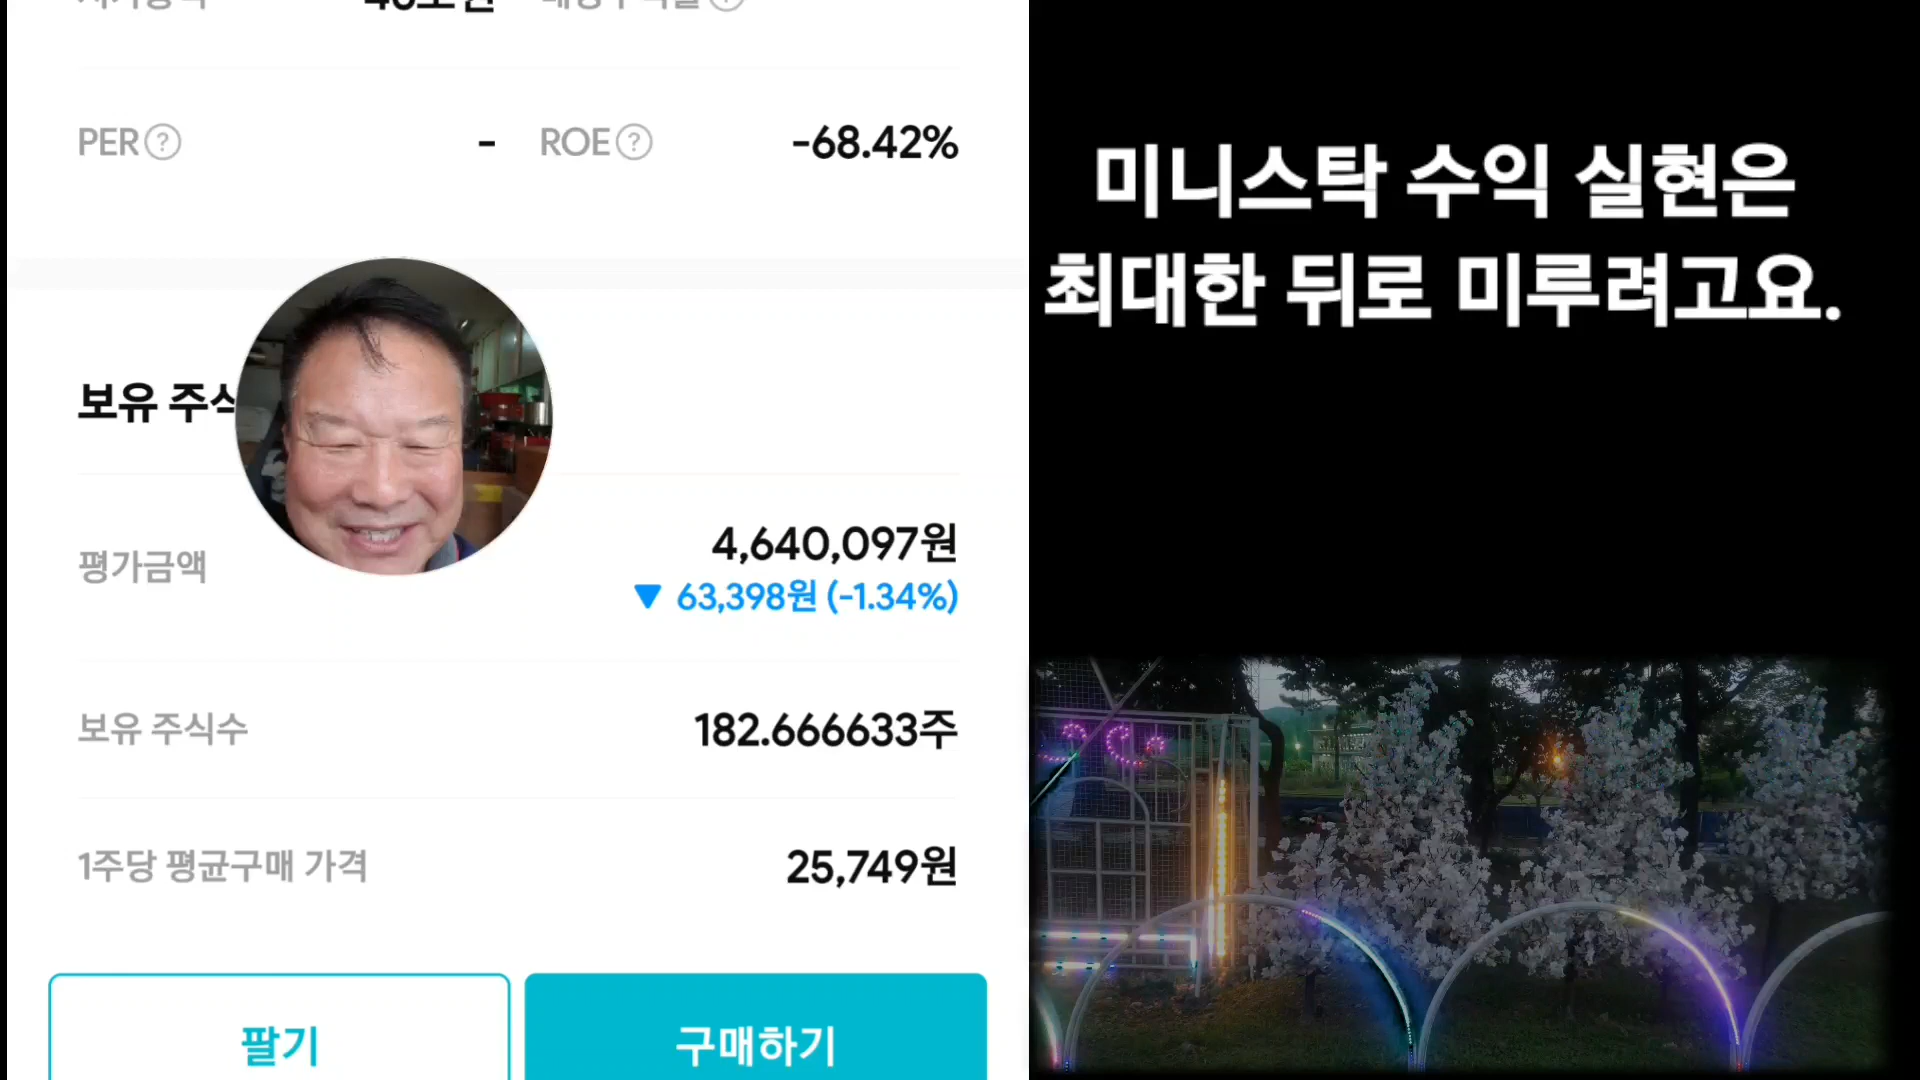 PER
-
ROE
-68.42%
미니스탁 수익 실현은
최대한 뒤로 미루려고요.
보유 주식
평가금액
4,640,097원
▼ 63,398원 (-1.34%)
보유 주식수
182.666633주
1주당 평균구매 가격
25,749원
팔기
구매하기